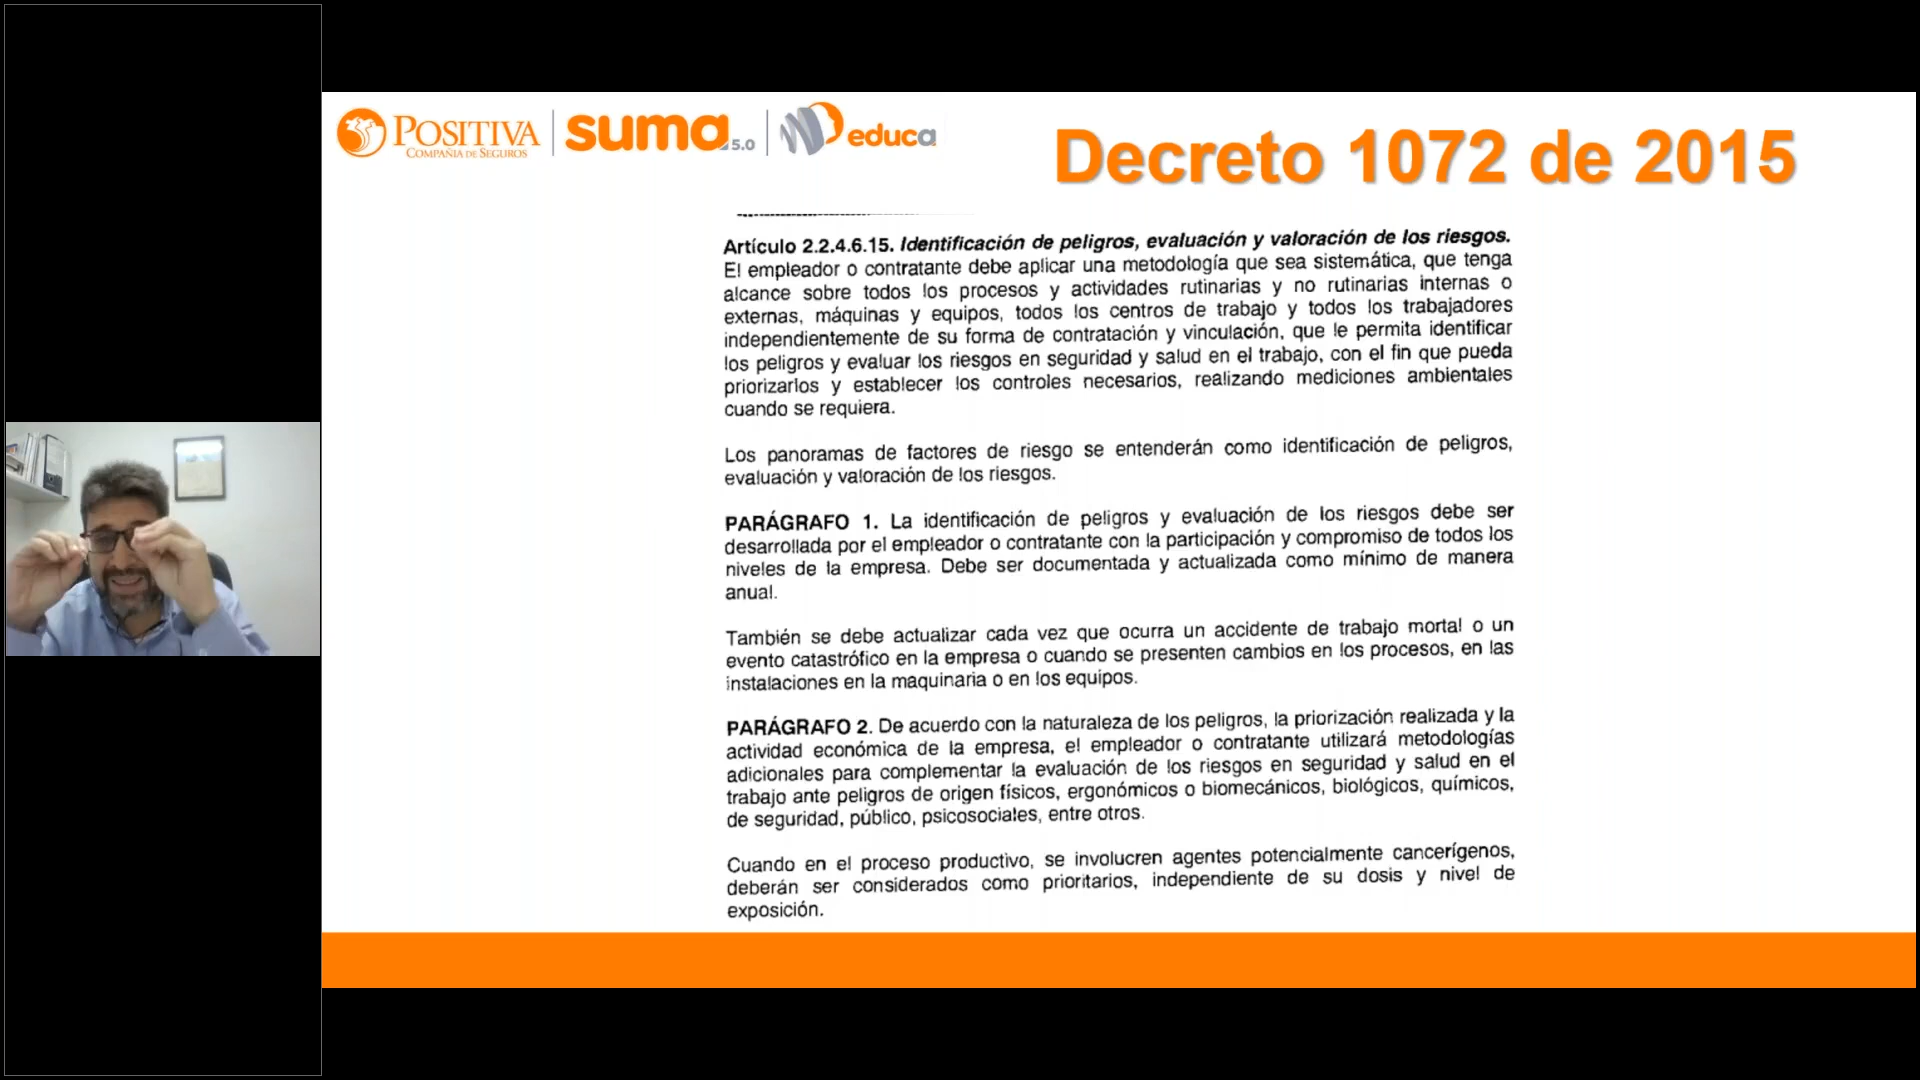 POSITIVA
COMPAÑIA DE SEGUROS
suma 5.0
educa
Decreto 1072 de 2015
Artículo 2.2.4.6.15. Identificación de peligros, evaluación y valoración de los riesgos.
El empleador o contratante debe aplicar una metodología que sea sistemática, que tenga
alcance sobre todos los procesos y actividades rutinarias y no rutinarias internas o
externas, máquinas y equipos, todos los centros de trabajo y todos los trabajadores
independientemente de su forma de contratación y vinculación, que le permita identificar
los peligros y evaluar los riesgos en seguridad y salud en el trabajo, con el fin que pueda
priorizarlos y establecer los controles necesarios, realizando mediciones ambientales
cuando se requiera.
Los panoramas de factores de riesgo se entenderán como identificación de peligros,
evaluación y valoración de los riesgos.
PARÁGRAFO 1. La identificación de peligros y evaluación de los riesgos debe ser
desarrollada por el empleador o contratante con la participación y compromiso de todos los
niveles de la empresa. Debe ser documentada y actualizada como mínimo de manera
anual.
También se debe actualizar cada vez que ocurra un accidente de trabajo mortal o un
evento catastrófico en la empresa o cuando se presenten cambios en los procesos, en las
instalaciones en la maquinaria o en los equipos.
PARÁGRAFO 2. De acuerdo con la naturaleza de los peligros, la priorización realizada y la
actividad económica de la empresa, el empleador o contratante utilizará metodologías
adicionales para complementar la evaluación de los riesgos en seguridad y salud en el
trabajo ante peligros de origen físicos, ergonómicos o biomecánicos, biológicos, químicos,
de seguridad, público, psicosociales, entre otros.
Cuando en el proceso productivo, se involucren agentes potencialmente cancerígenos,
deberán ser considerados como prioritarios, independiente de su dosis y nivel de
exposición.